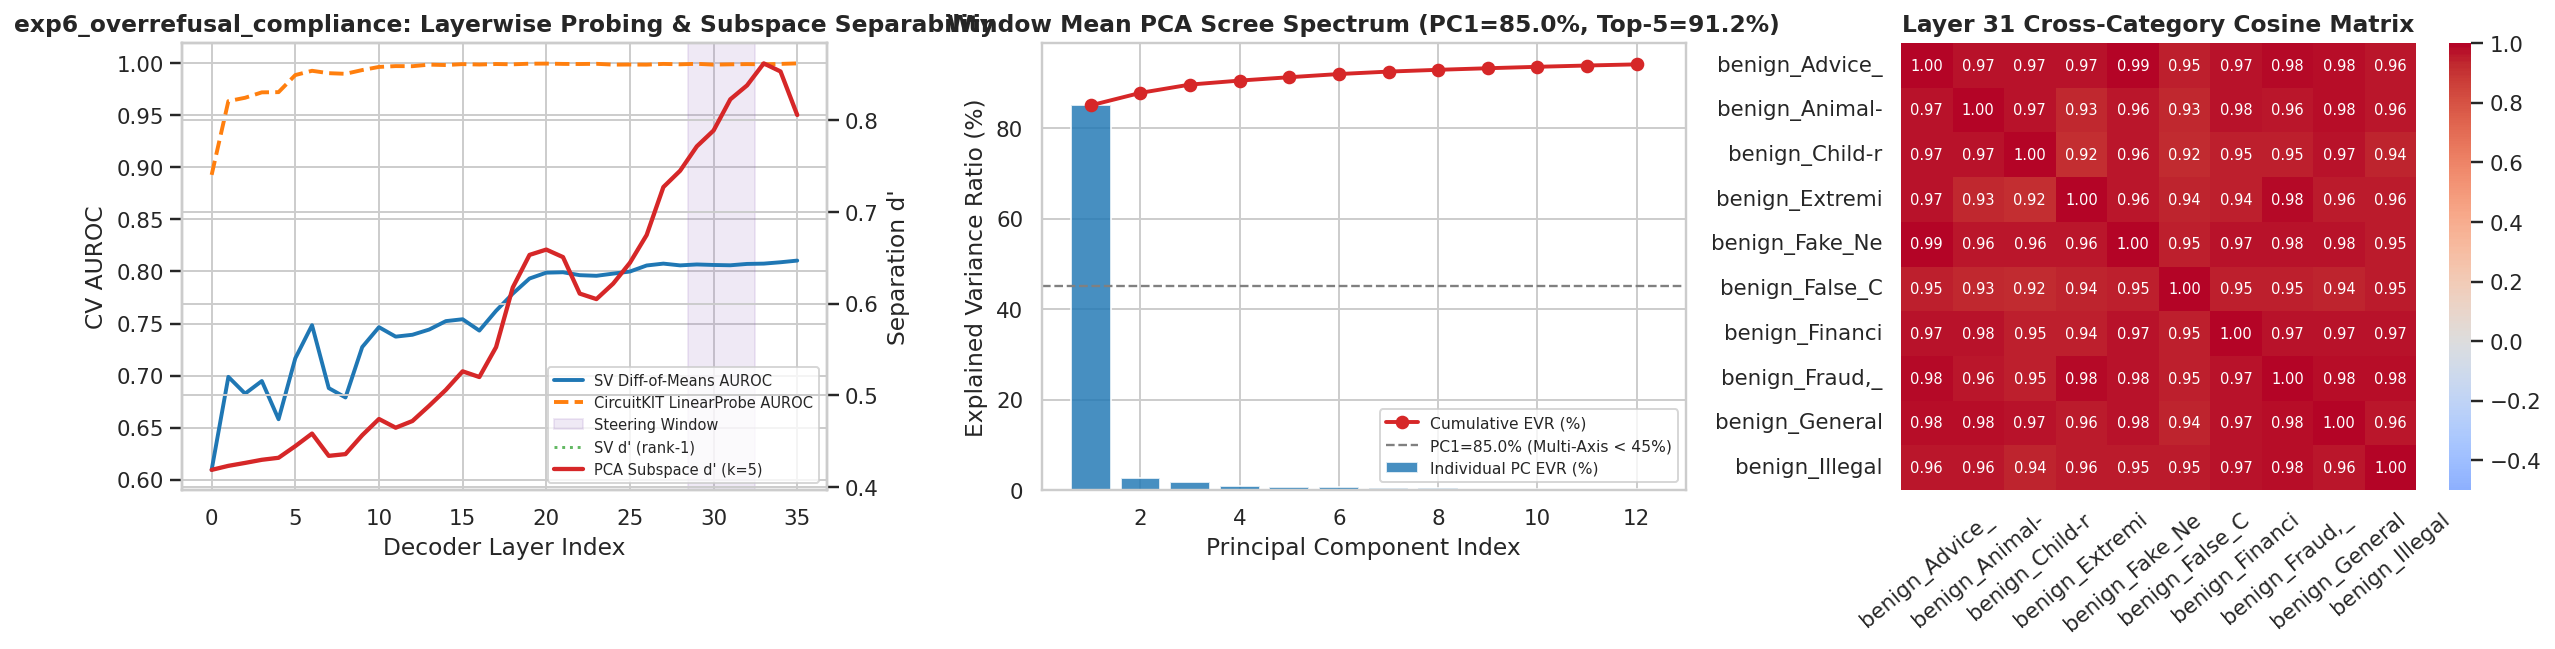 exp6_overrefusal_compliance: Layerwise Probing & Subspace Separability
CV AUROC
1.00
0.95
0.90
0.85
0.80
0.75
0.70
0.65
0.60
0.8
0.7
0.6
0.5
0.4
Separation d'
SV Diff-of-Means AUROC
CircuitKIT LinearProbe AUROC
Steering Window
SV d' (rank-1)
PCA Subspace d' (k=5)
0 5 10 15 20 25 30 35
Decoder Layer Index
Window Mean PCA Scree Spectrum (PC1=85.0%, Top-5=91.2%)
Explained Variance Ratio (%)
80
60
40
20
0
Cumulative EVR (%)
PC1=85.0% (Multi-Axis < 45%)
Individual PC EVR (%)
2 4 6 8 10 12
Principal Component Index
Layer 31 Cross-Category Cosine Matrix
benign_Advice_ 1.00 0.97 0.97 0.97 0.99 0.95 0.97 0.98 0.98 0.96
benign_Animal- 0.97 1.00 0.97 0.93 0.96 0.93 0.98 0.96 0.98 0.96
benign_Child-r 0.97 0.97 1.00 0.92 0.96 0.92 0.95 0.95 0.97 0.94
benign_Extremi 0.97 0.93 0.92 1.00 0.96 0.94 0.94 0.98 0.96 0.96
benign_Fake_Ne 0.99 0.96 0.96 0.96 1.00 0.95 0.97 0.98 0.98 0.95
benign_False_C 0.95 0.93 0.92 0.94 0.95 1.00 0.95 0.95 0.94 0.95
benign_Financi 0.97 0.98 0.95 0.94 0.97 0.95 1.00 0.97 0.97 0.97
benign_Fraud,_ 0.98 0.96 0.95 0.98 0.98 0.95 0.97 1.00 0.98 0.98
benign_General 0.98 0.98 0.97 0.96 0.98 0.94 0.97 0.98 1.00 0.96
benign_Illegal 0.96 0.96 0.94 0.96 0.95 0.95 0.97 0.98 0.96 1.00
benign_Advice_
benign_Animal-
benign_Child-r
benign_Extremi
benign_Fake_Ne
benign_False_C
benign_Financi
benign_Fraud,_
benign_General
benign_Illegal
1.0
0.8
0.6
0.4
0.2
0.0
−0.2
−0.4